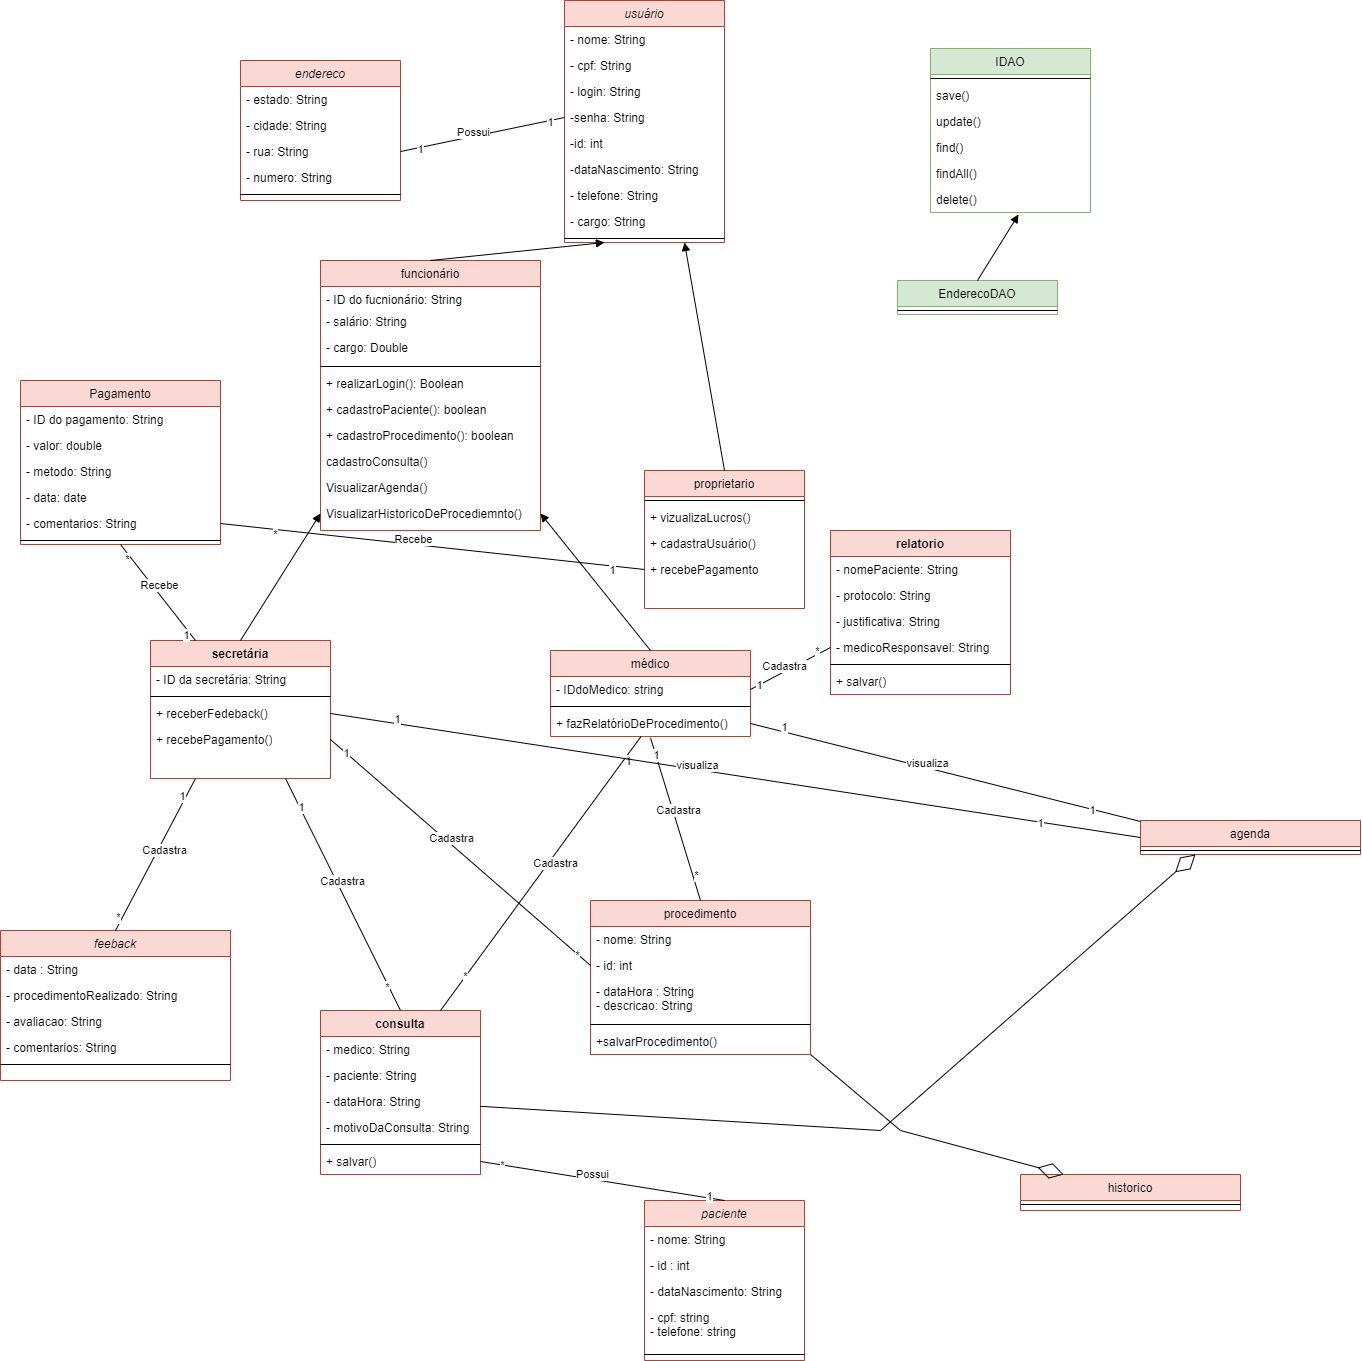 usuário
- nome: String
- cpf: String
- login: String
-senha: String
-id: int
-dataNascimento: String
- telefone: String
- cargo: String
endereco
- estado: String
- cidade: String
- rua: String
- numero: String
Possui
1
1
IDAO
save()
update()
find()
findAll()
delete()
EnderecoDAO
funcionário
- ID do fucnionário: String
- salário: String
- cargo: Double
+ realizarLogin(): Boolean
+ cadastroPaciente(): boolean
+ cadastroProcedimento(): boolean
cadastroConsulta()
VisualizarAgenda()
VisualizarHistoricoDeProcediemnto()
Pagamento
- ID do pagamento: String
- valor: double
- metodo: String
- data: date
- comentarios: String
*
Recebe
1
*
Recebe
1
proprietario
+ vizualizaLucros()
+ cadastraUsuário()
+ recebePagamento
relatorio
- nomePaciente: String
- protocolo: String
- justificativa: String
- medicoResponsavel: String
+ salvar()
secretária
- ID da secretária: String
+ receberFedeback()
+ recebePagamento()
médico
- IDdoMedico: string
+ fazRelatórioDeProcedimento()
1
Cadastra
*
1
visualiza
1
1
visualiza
1
1
Cadastra
*
1
Cadastra
*
1
Cadastra
*
1
Cadastra
*
1
Cadastra
*
agenda
feeback
- data : String
- procedimentoRealizado: String
- avaliacao: String
- comentarios: String
procedimento
- nome: String
- id: int
- dataHora : String
- descricao: String
+salvarProcedimento()
consulta
- medico: String
- paciente: String
- dataHora: String
- motivoDaConsulta: String
+ salvar()
*
Possui
1
historico
paciente
- nome: String
- id : int
- dataNascimento: String
- cpf: string
- telefone: string